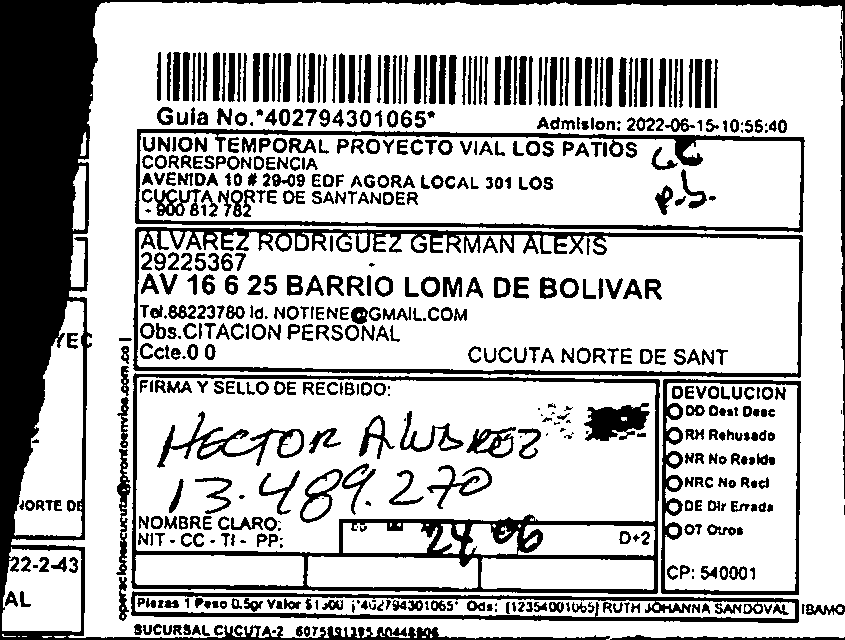 Guia No.*402794301065*
Admision: 2022-06-15-10:55:40
UNION TEMPORAL PROYECTO VIAL LOS PATIOS
CORRESPONDENCIA
AVENIDA 10 # 29-09 EDF AGORA LOCAL 301 LOS
CUCUTA NORTE DE SANTANDER
- 900 812 782
p.b.
ALVAREZ RODRIGUEZ GERMAN ALEXIS
29225367
AV 16 6 25 BARRIO LOMA DE BOLIVAR
Tel.88223780 Id. NOTIENE@GMAIL.COM
Obs.CITACION PERSONAL
Ccte.0 0
CUCUTA NORTE DE SANT
operacionescucuta@prontoenvios.com.co
FIRMA Y SELLO DE RECIBIDO:
HECTOR ALVAREZ
13.489.270
NOMBRE CLARO:
NIT - CC - TI - PP:
24 06
D+2
DEVOLUCION
DD Dest Desc
RH Rehusado
NR No Reside
NRC No Recl
DE Dir Errada
OT Otros
CP: 540001
YEC
NORTE DE
22-2-43
AL
Piezas 1 Peso 0.5gr Valor $1300 *402794301065* Ods: [12354001065] RUTH JOHANNA SANDOVAL
IBAMO
SUCURSAL CUCUTA-2